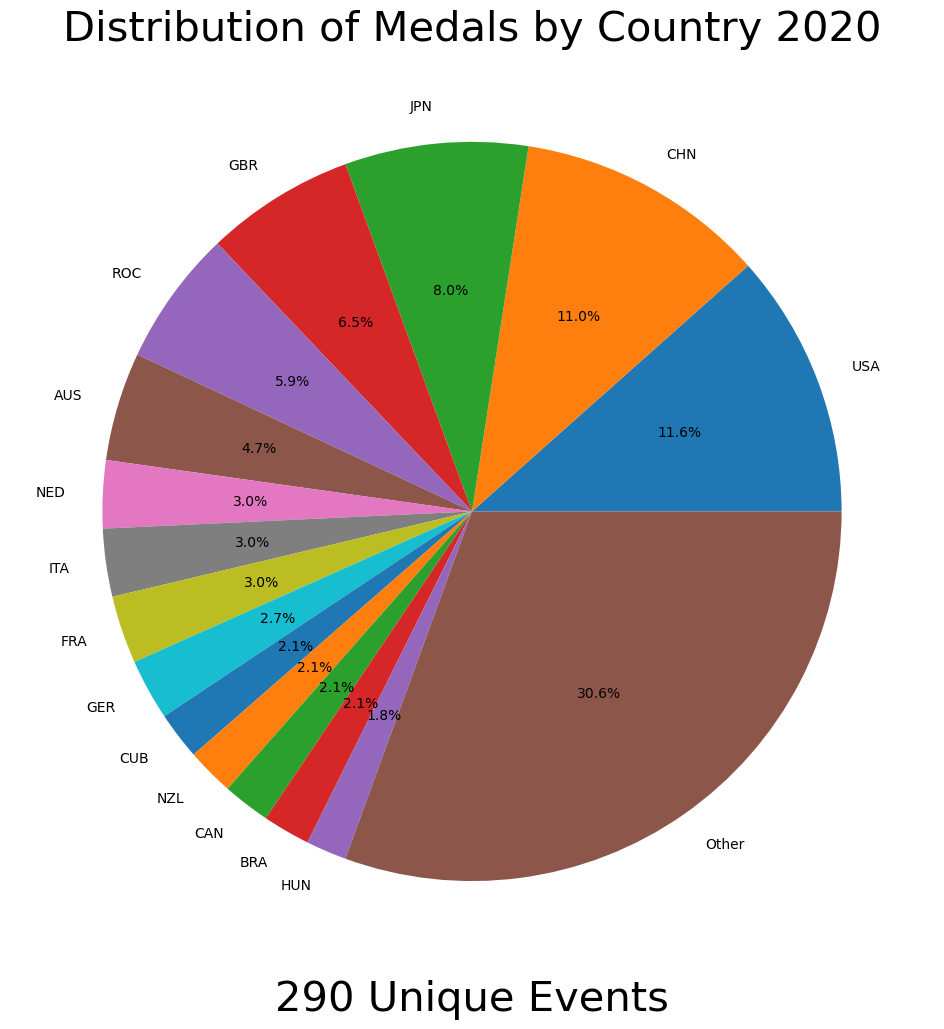 Distribution of Medals by Country 2020
JPN
CHN
GBR
ROC
8.0%
11.0%
6.5%
USA
5.9%
AUS
11.6%
4.7%
NED
3.0%
3.0%
ITA
3.0%
2.7%
FRA
2.1%
2.1%
2.1%
30.6%
2.1%
GER
1.8%
CUB
NZL
CAN
Other
BRA
HUN
290 Unique Events